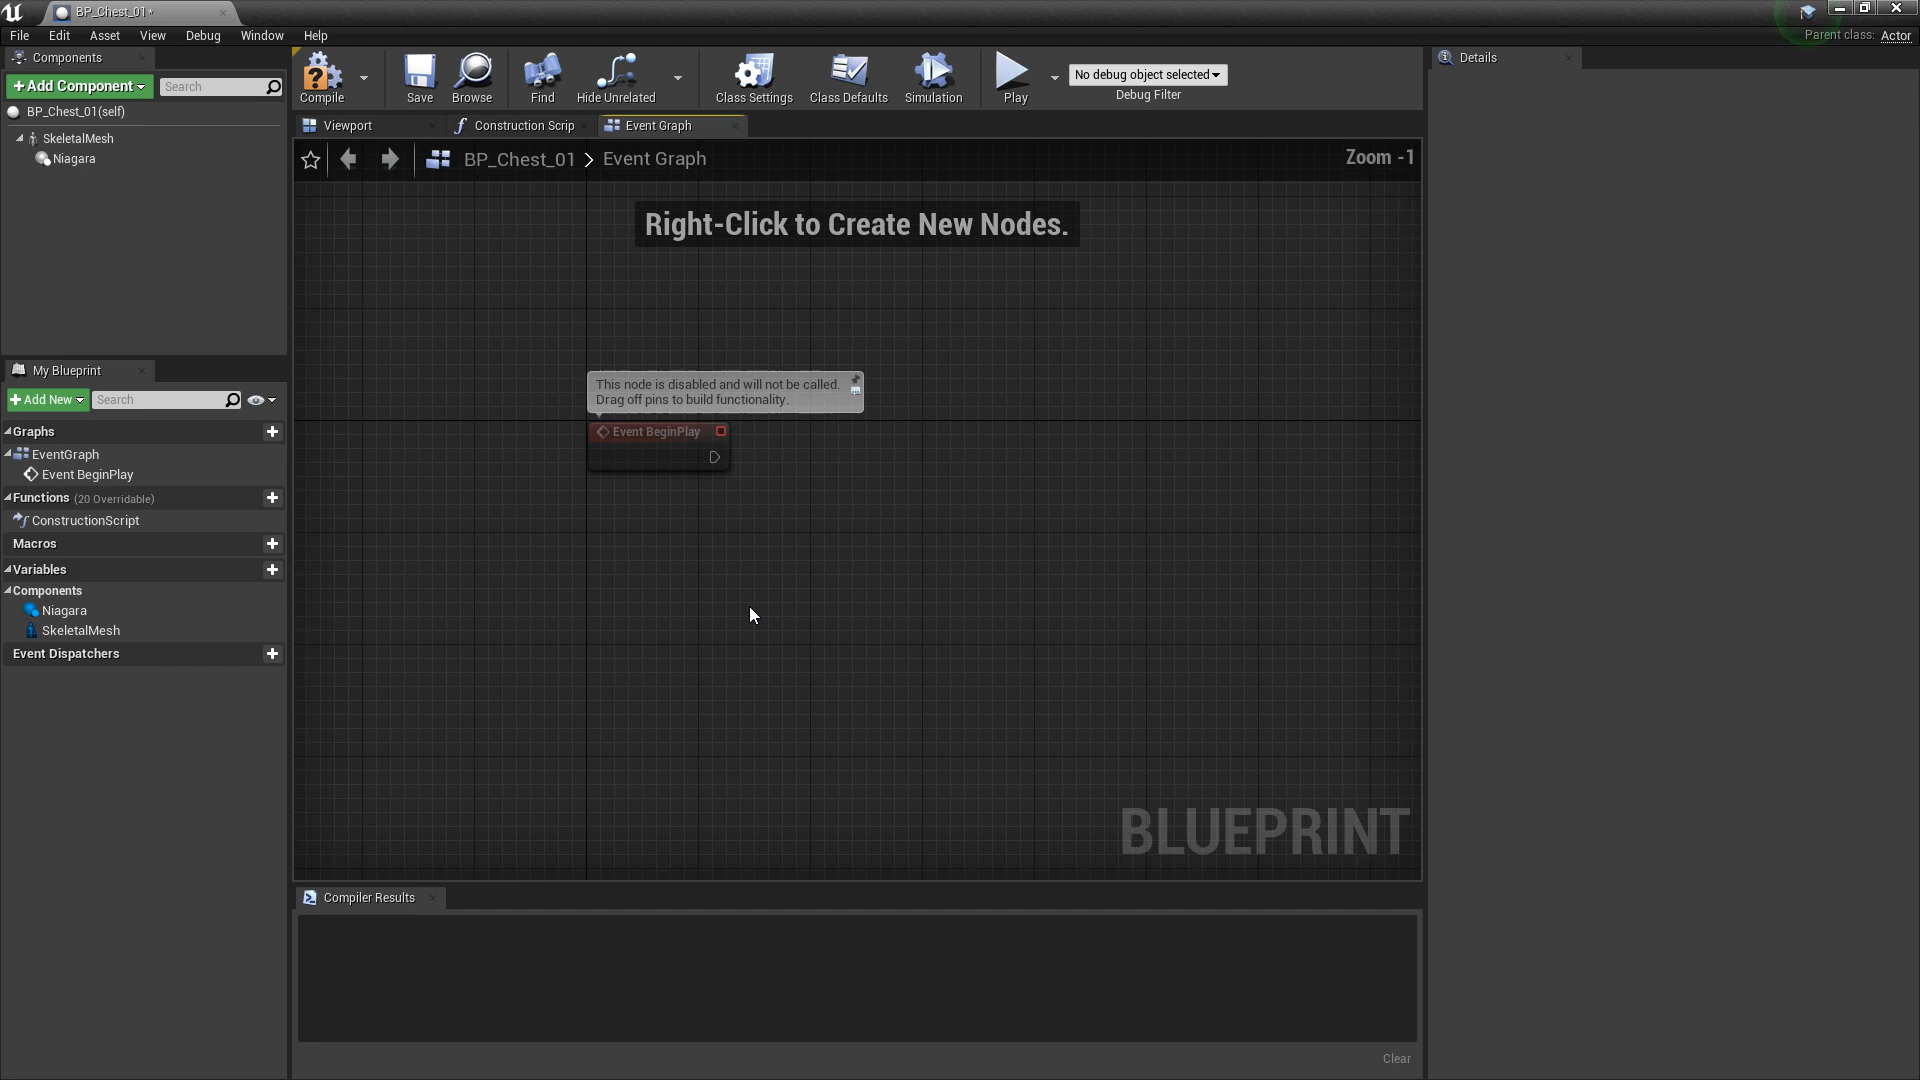 BP_Chest_01*
File Edit Asset View Debug Window Help
Parent class: Actor
Components
+Add Component
Search
BP_Chest_01(self)
SkeletalMesh
Niagara
My Blueprint
+Add New
Search
Graphs
EventGraph
Event BeginPlay
Functions (20 Overridable)
ConstructionScript
Macros
Variables
Components
Niagara
SkeletalMesh
Event Dispatchers
Compile
Save
Browse
Find
Hide Unrelated
Class Settings
Class Defaults
Simulation
Play
No debug object selected
Debug Filter
Viewport
Construction Scrip
Event Graph
BP_Chest_01 > Event Graph
Zoom -1
Right-Click to Create New Nodes.
This node is disabled and will not be called.
Drag off pins to build functionality.
Event BeginPlay
BLUEPRINT
Compiler Results
Clear
Details